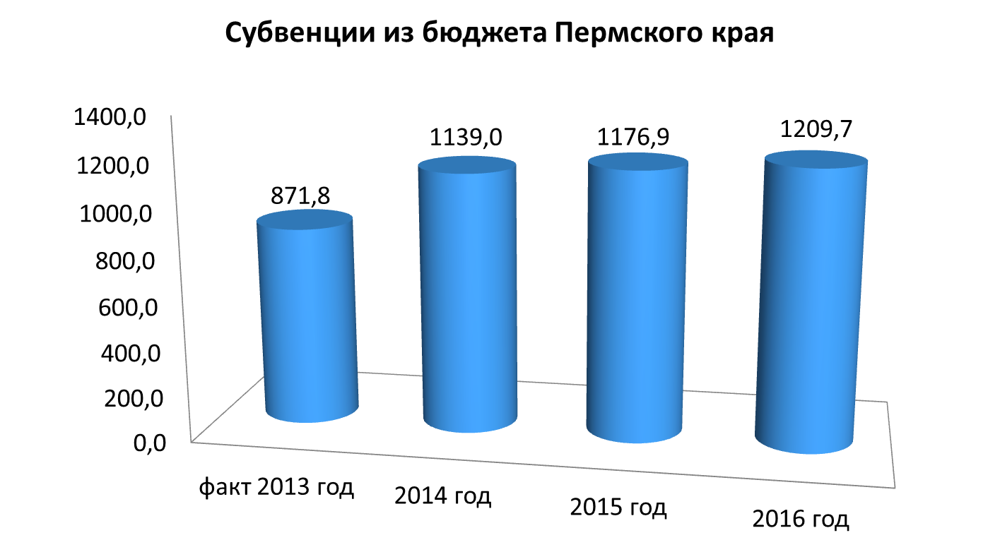 Субвенции из бюджета Пермского края
1400,0
1200,0
1000,0
800,0
600,0
400,0
200,0
0,0
871,8
1139,0
1176,9
1209,7
факт 2013 год
2014 год
2015 год
2016 год